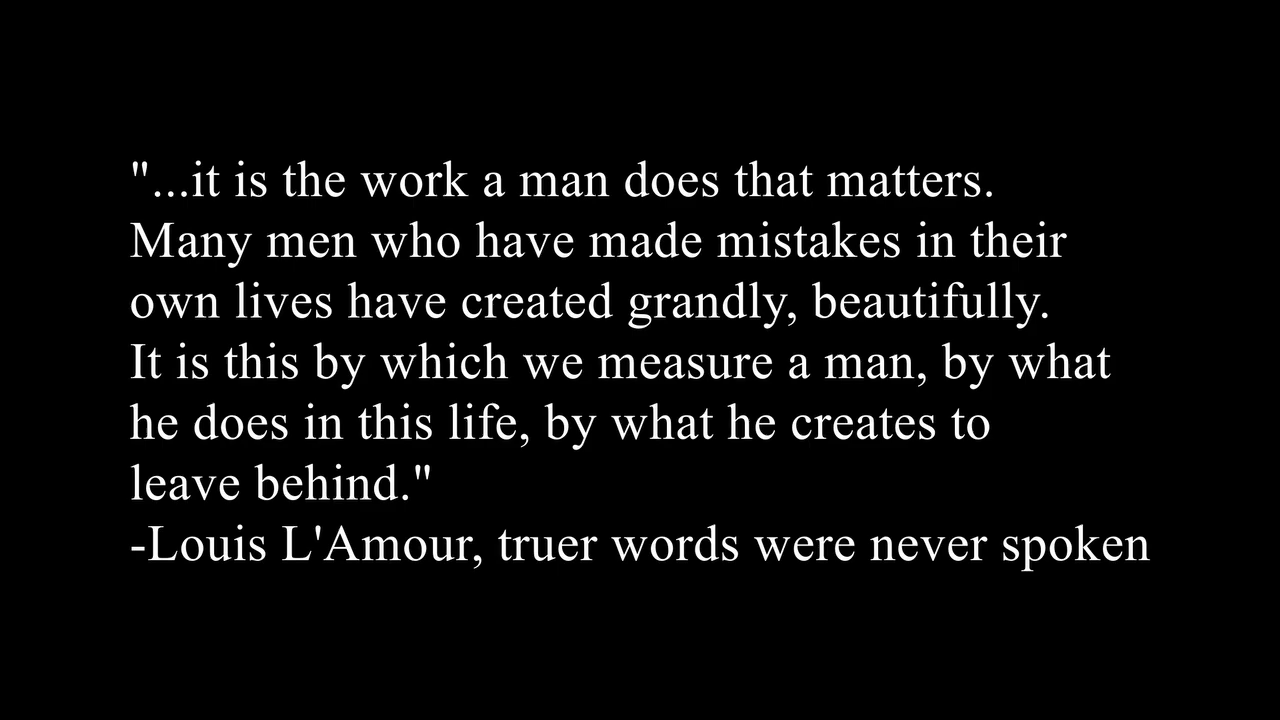 "...it is the work a man does that matters.
Many men who have made mistakes in their
own lives have created grandly, beautifully.
It is this by which we measure a man, by what
he does in this life, by what he creates to
leave behind."
-Louis L'Amour, truer words were never spoken